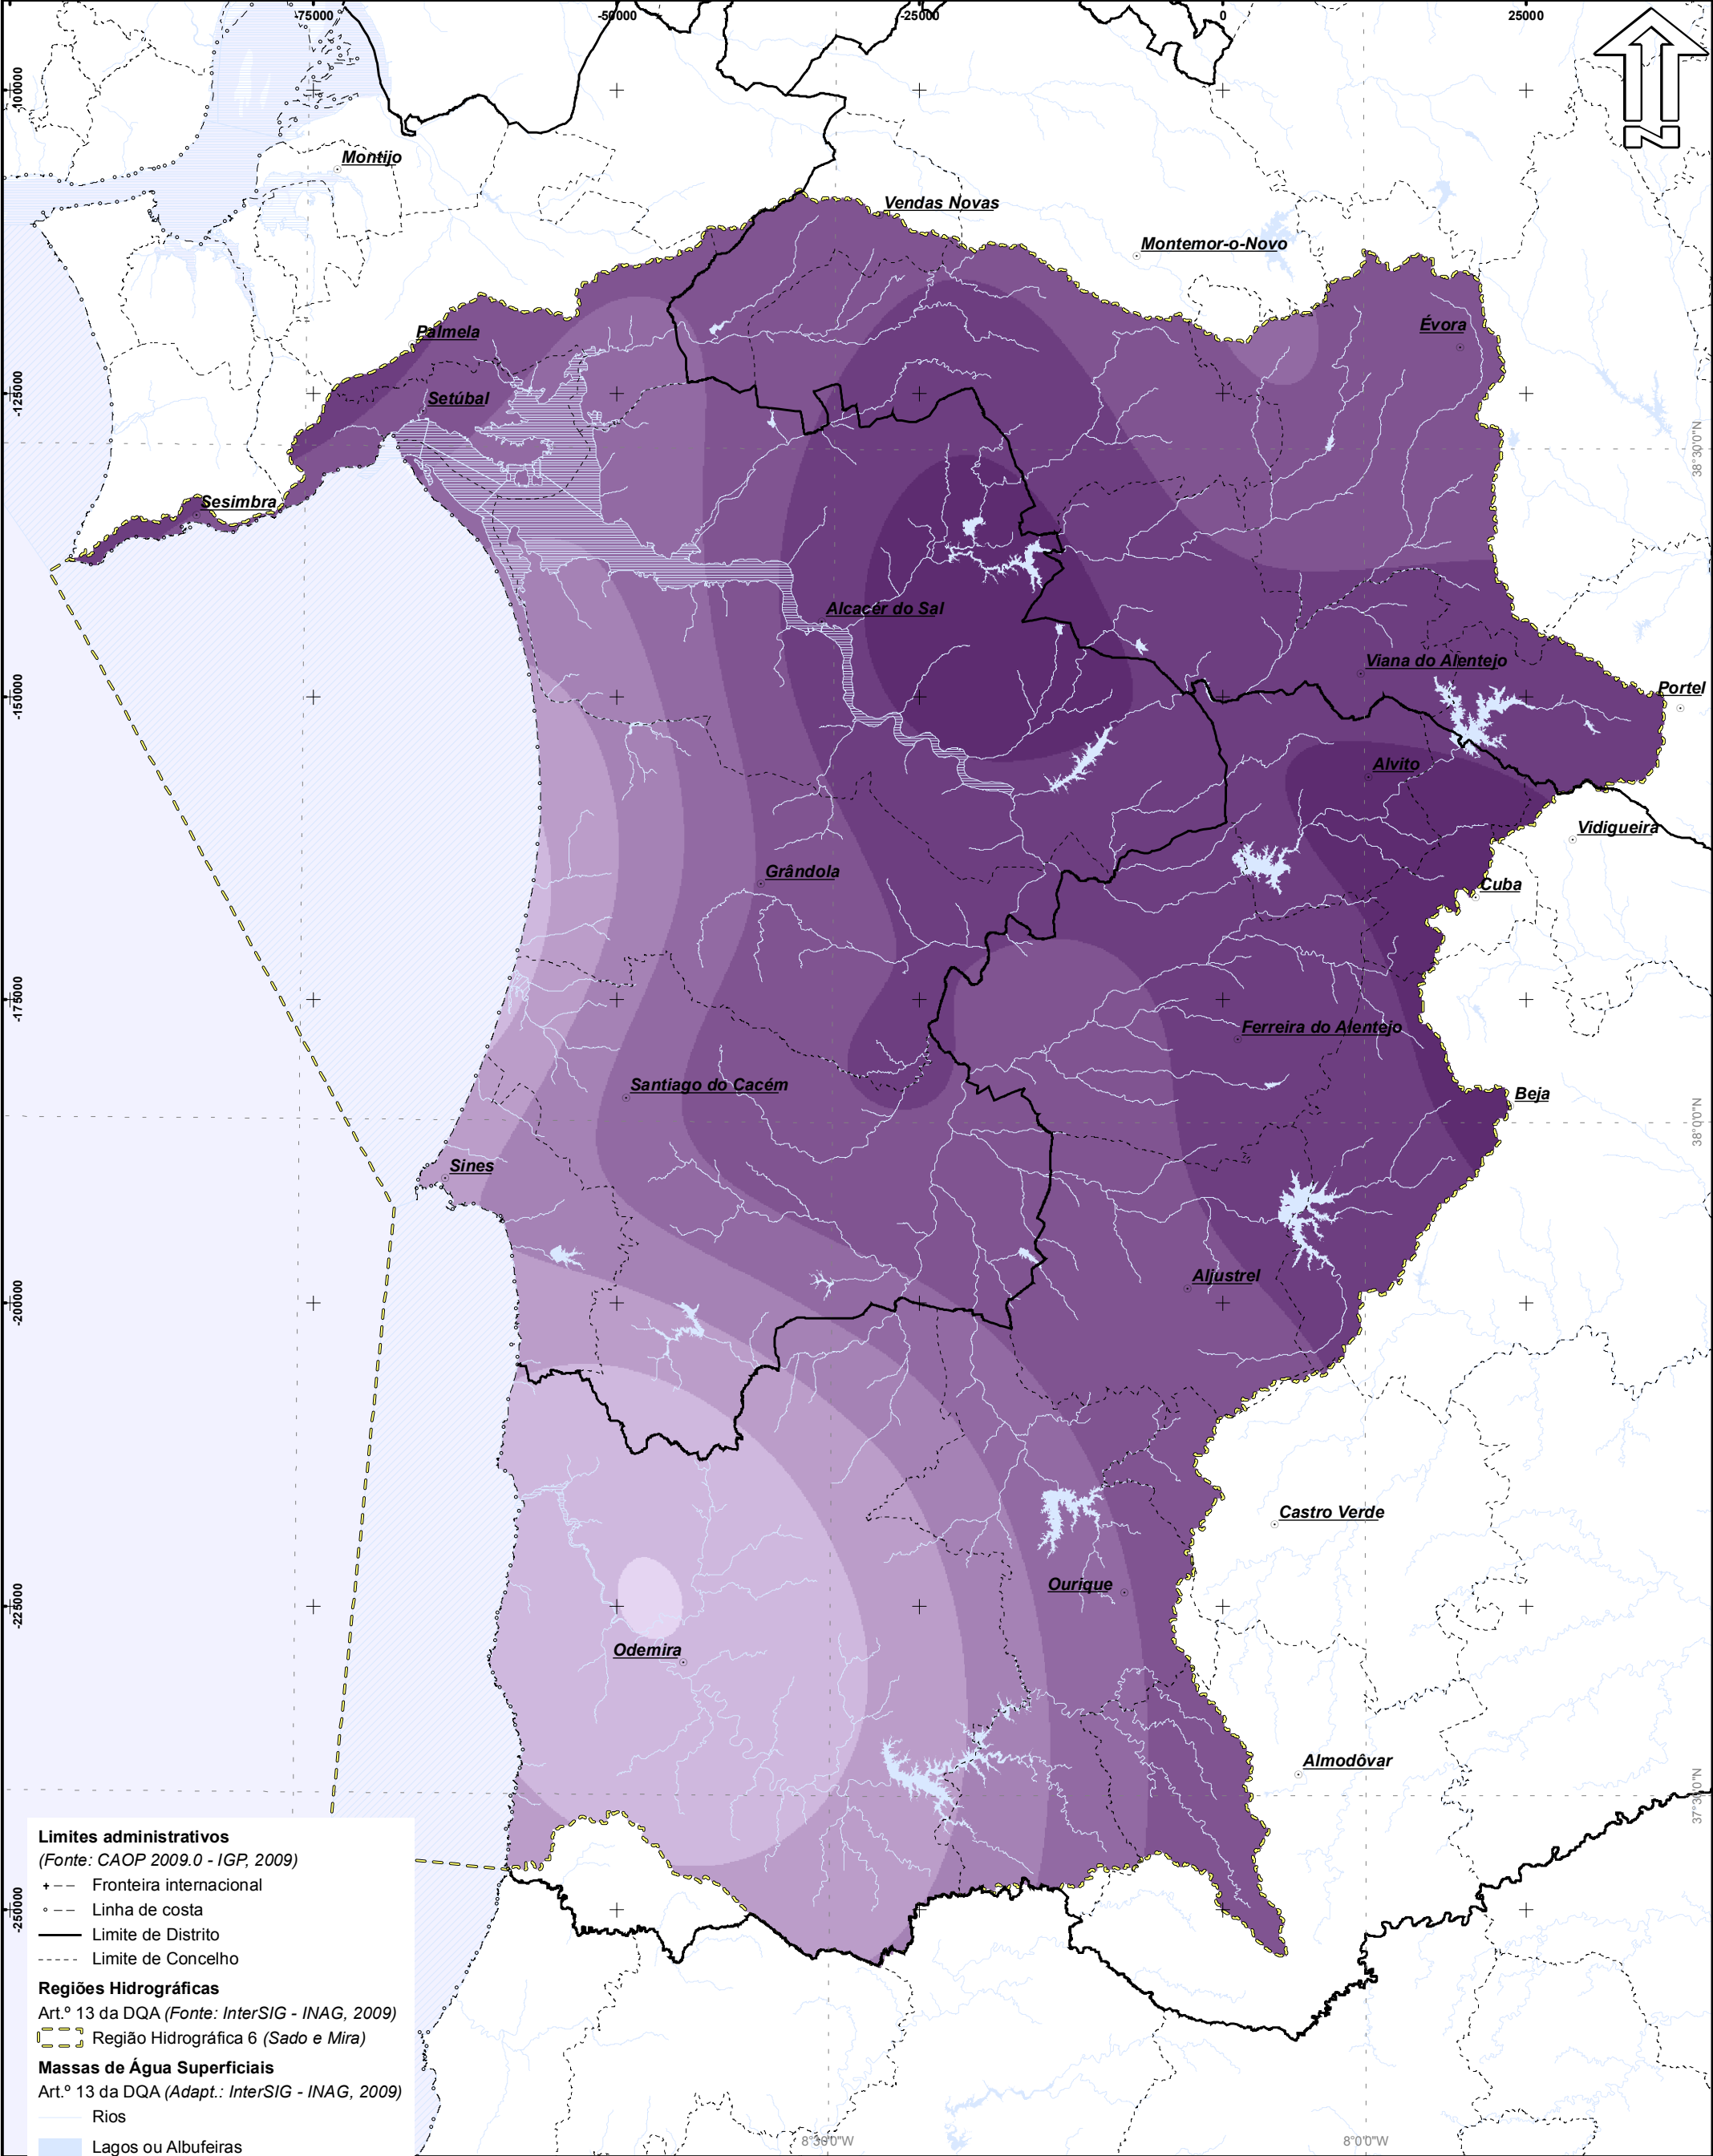 -75000
-50000
-25000
0
25000
-100000
-125000
-150000
-175000
-200000
-225000
-250000
N
Montijo
Vendas Novas
Montemor-o-Novo
Évora
Palmela
Setúbal
38°30'0"N
Sesimbra
Alcacér do Sal
Viana do Alentejo
Portel
Alvito
Vidigueira
Grândola
Cuba
Ferreira do Alentejo
Santiago do Cacém
Beja
38°0'0"N
Sines
Aljustrel
Castro Verde
Ourique
Odemira
Almodôvar
37°30'0"N
Limites administrativos
(Fonte: CAOP 2009.0 - IGP, 2009)
Fronteira internacional
Linha de costa
Limite de Distrito
Limite de Concelho
Regiões Hidrográficas
Art.º 13 da DQA (Fonte: InterSIG - INAG, 2009)
Região Hidrográfica 6 (Sado e Mira)
Massas de Água Superficiais
Art.º 13 da DQA (Adapt.: InterSIG - INAG, 2009)
Rios
Lagos ou Albufeiras
8°30'0"W
8°0'0"W